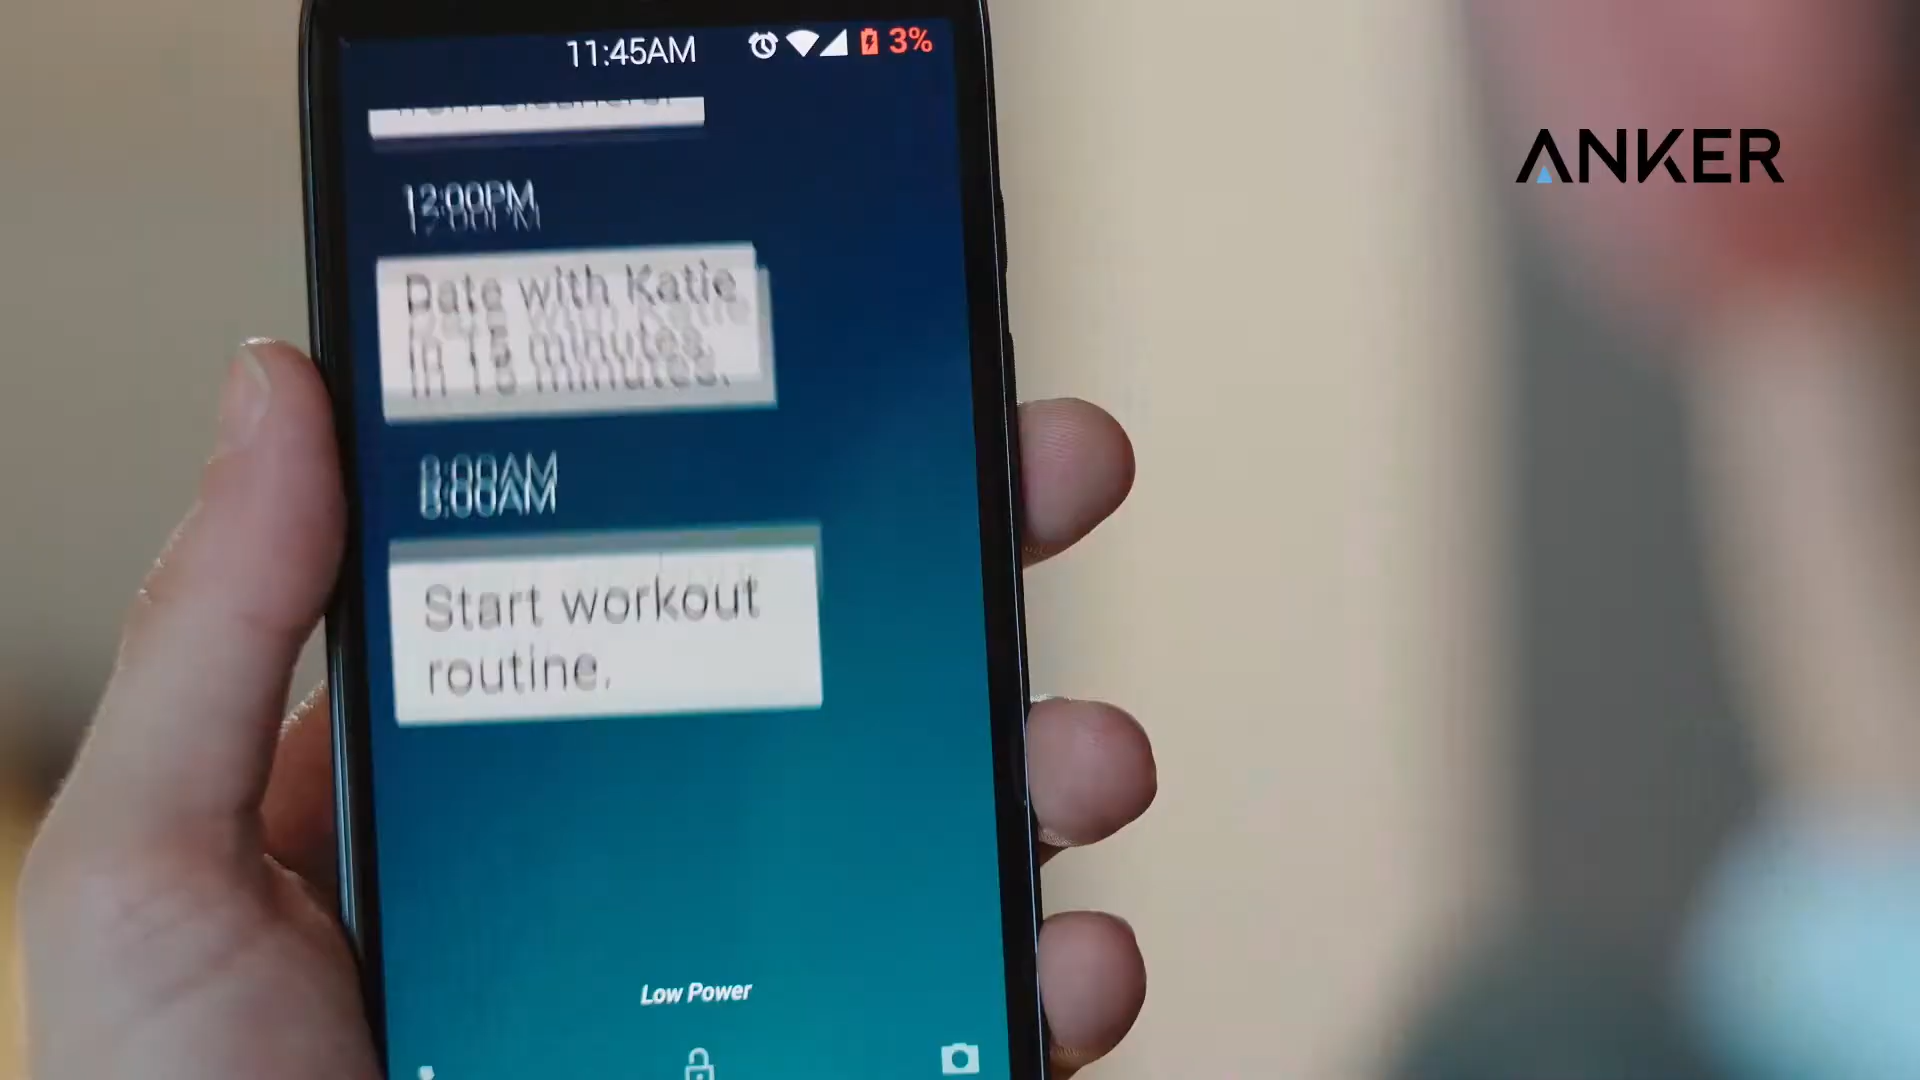 11:45AM
3%
ANKER
12:00PM
Date with Katie
in 15 minutes.
8:00AM
Start workout
routine.
Low Power